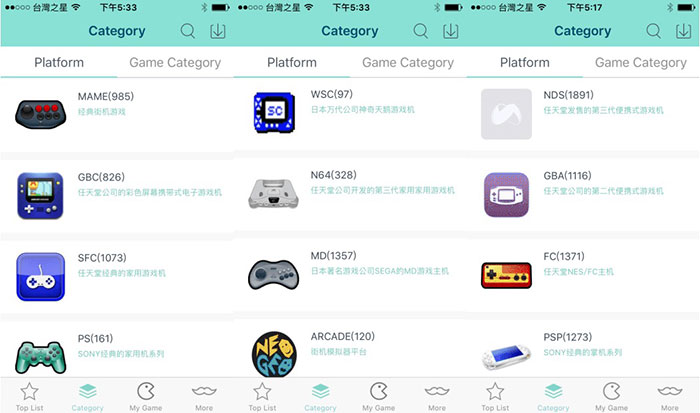 台灣之星 下午5:33
Category
Platform Game Category
MAME(985)
经典街机游戏
GBC(826)
任天堂公司的彩色屏幕携带式电子游戏机
SFC(1073)
任天堂经典的家用游戏机
PS(161)
SONY经典的家用机系列
Top List Category My Game More
台灣之星 下午5:33
Category
Platform Game Category
WSC(97)
日本万代公司神奇天鹅游戏机
SC
N64(328)
任天堂公司开发的第三代家用家用游戏机
MD(1357)
日本著名游戏公司SEGA的MD游戏主机
ARCADE(120)
街机模拟器平台
NEO
GEO
Top List Category My Game More
台灣之星 下午5:17
Category
Platform Game Category
NDS(1891)
任天堂发售的第三代便携式游戏机
GBA(1116)
任天堂公司的第二代便携式游戏机
FC(1371)
任天堂NES/FC主机
PSP(1273)
SONY经典的掌机系列
Top List Category My Game More